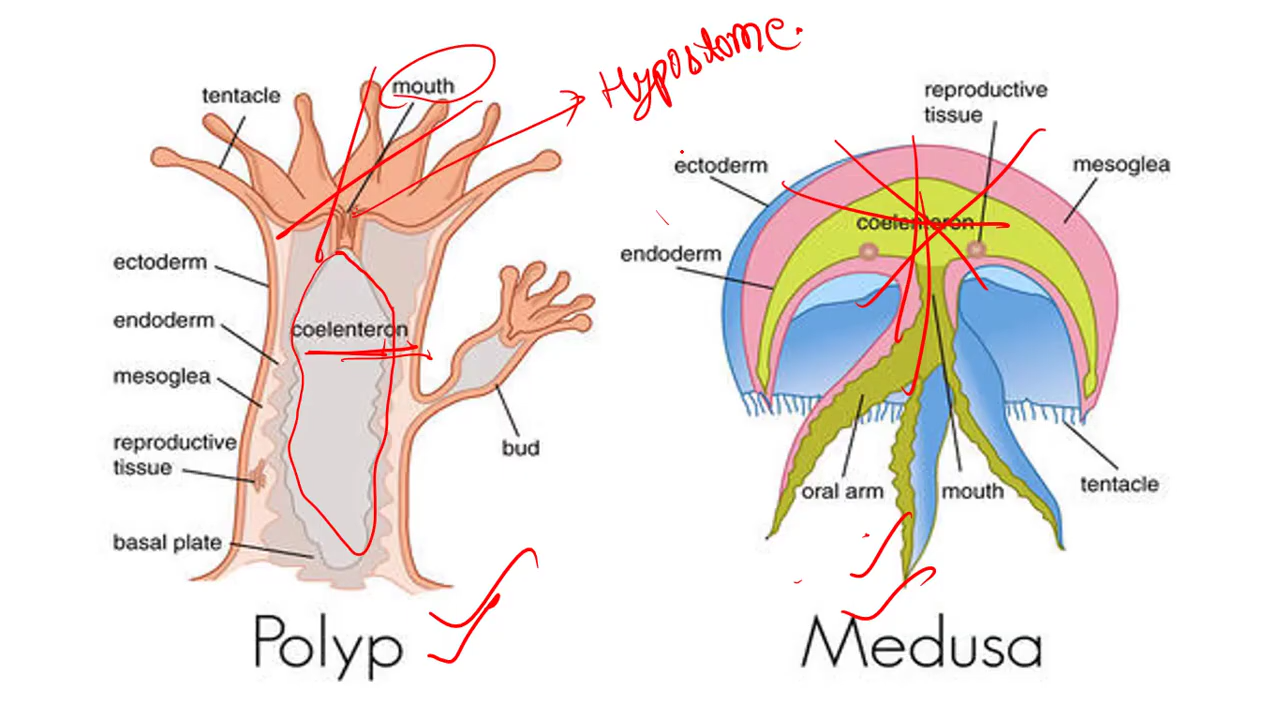 Hypostome.
mouth
tentacle
ectoderm
endoderm
coelenteron
mesoglea
reproductive
tissue
bud
basal plate
Polyp
reproductive
tissue
ectoderm
mesoglea
coelenteron
endoderm
oral arm
mouth
tentacle
Medusa